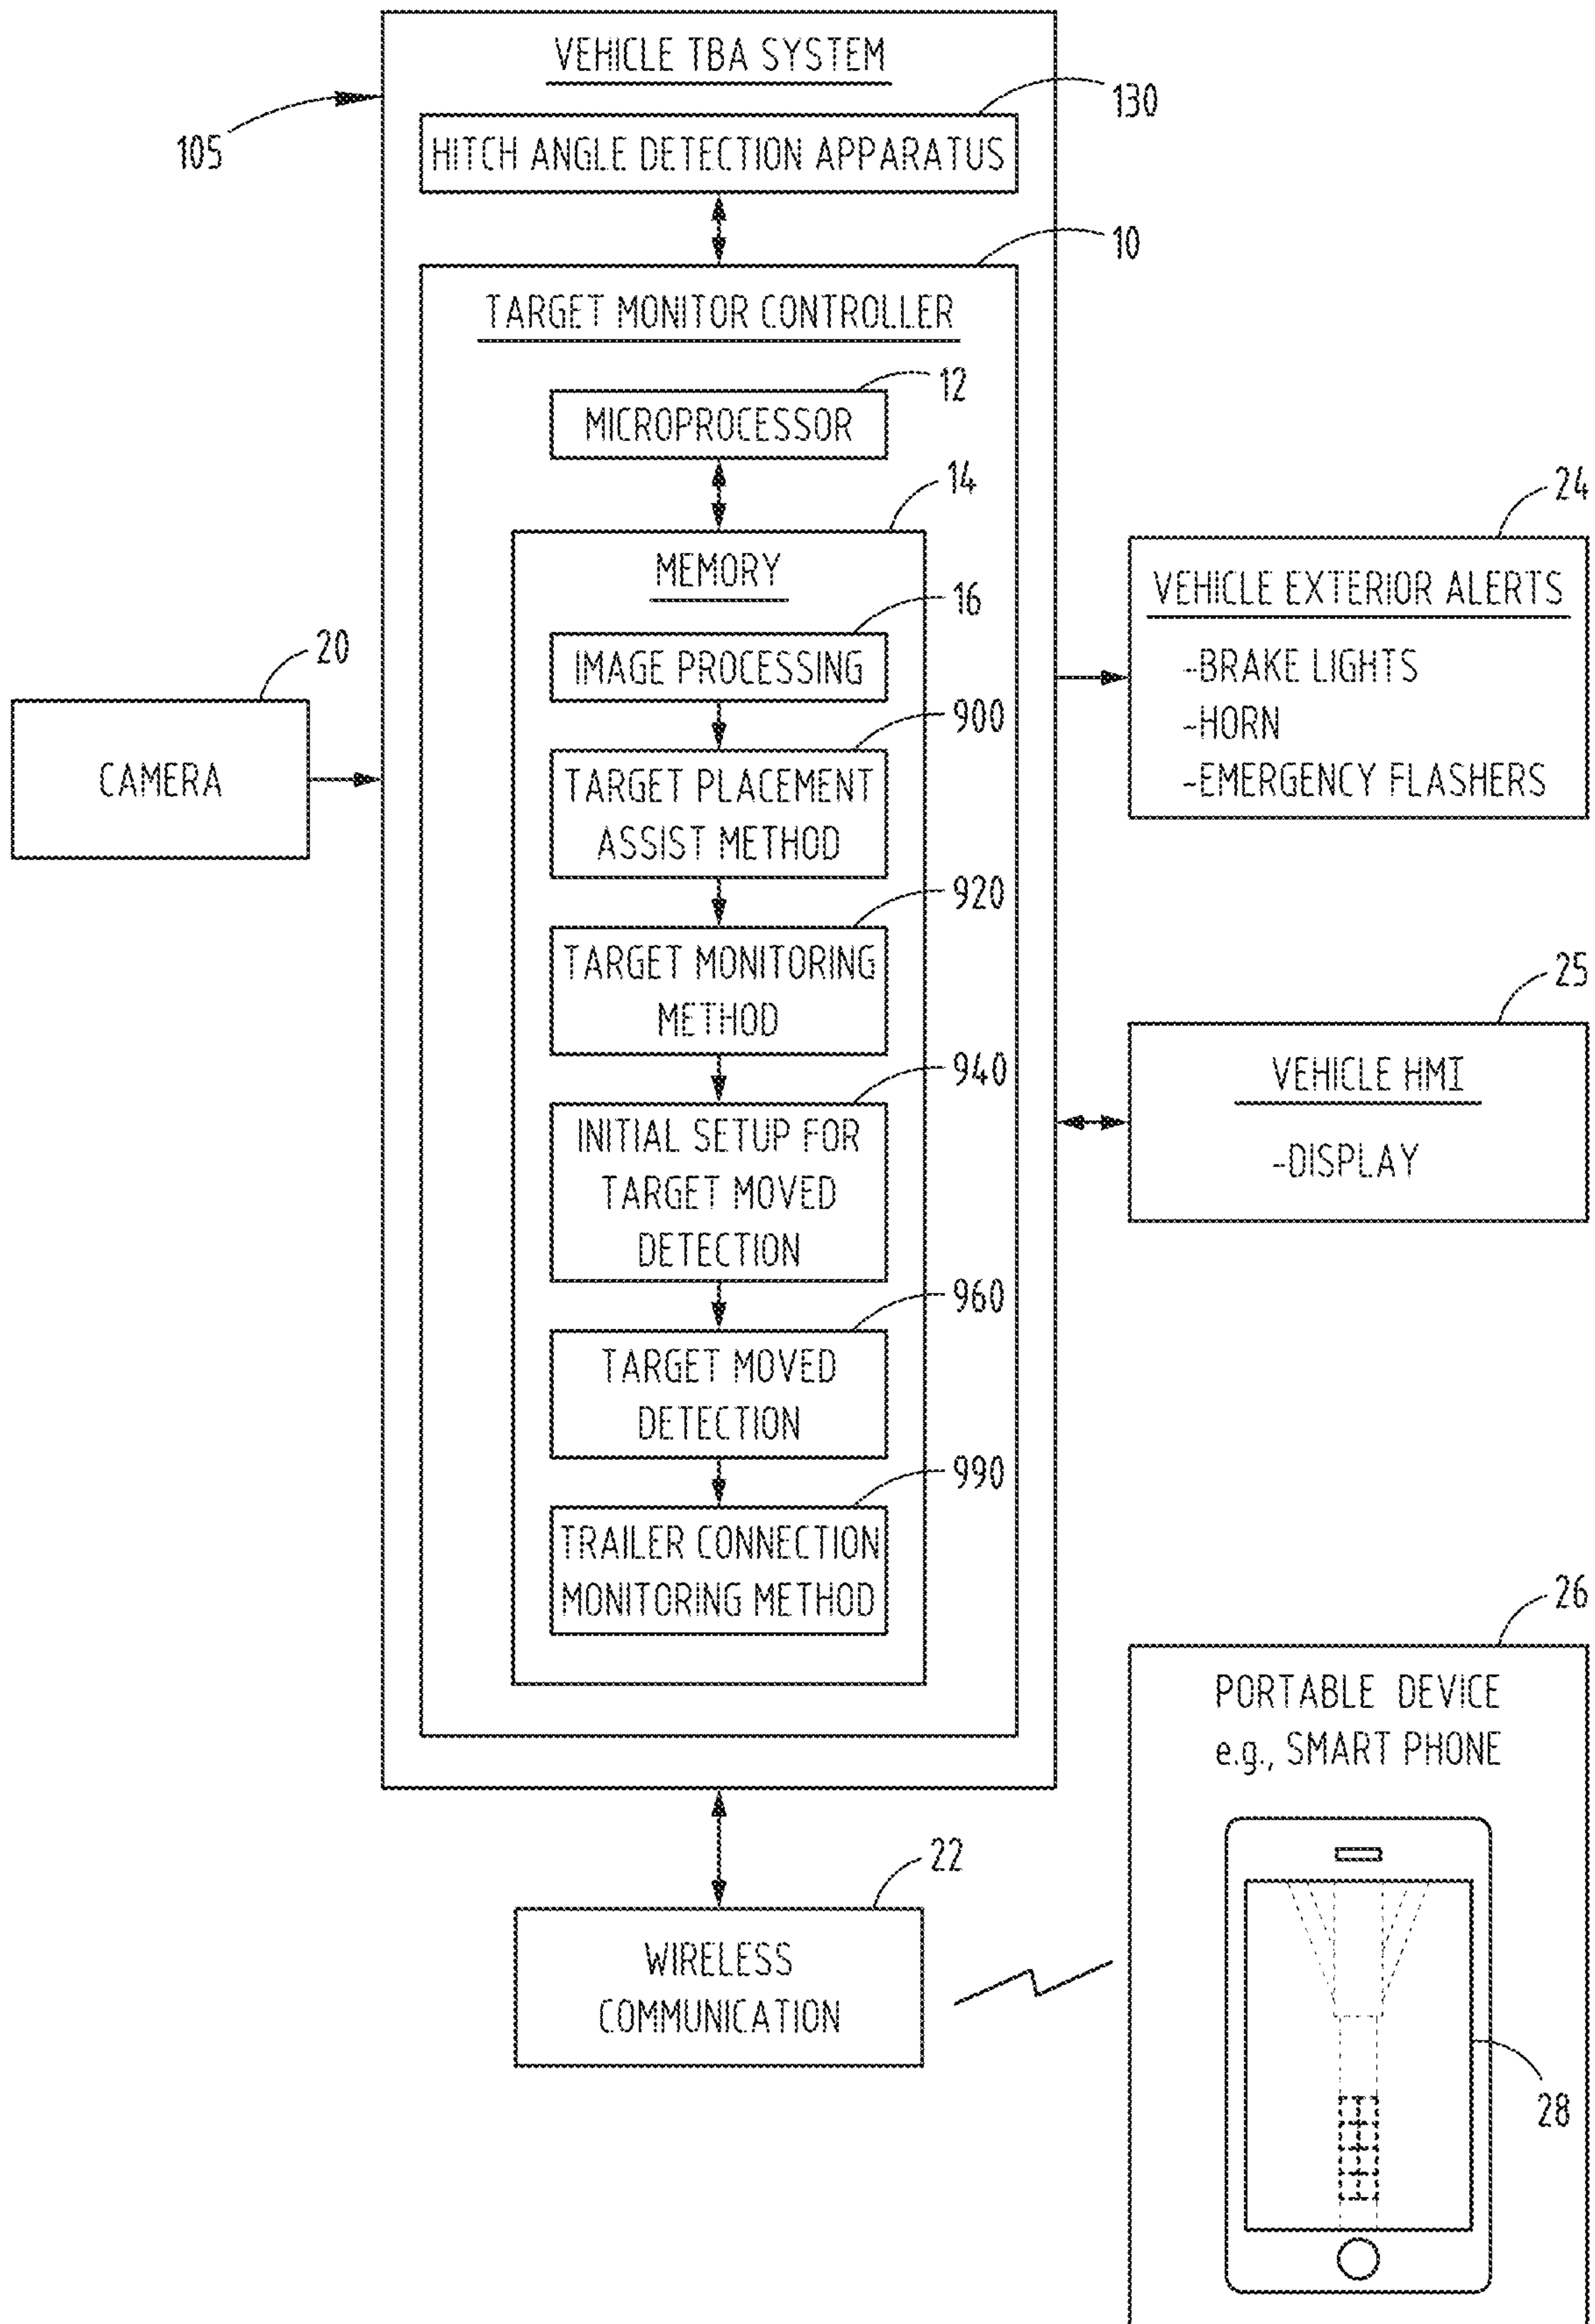 VEHICLE TBA SYSTEM
105
130
HITCH ANGLE DETECTION APPARATUS
10
TARGET MONITOR CONTROLLER
12
MICROPROCESSOR
14
MEMORY
16
IMAGE PROCESSING
900
TARGET PLACEMENT
ASSIST METHOD
920
TARGET MONITORING
METHOD
940
INITIAL SETUP FOR
TARGET MOVED
DETECTION
960
TARGET MOVED
DETECTION
990
TRAILER CONNECTION
MONITORING METHOD
20
CAMERA
24
VEHICLE EXTERIOR ALERTS
-BRAKE LIGHTS
-HORN
-EMERGENCY FLASHERS
25
VEHICLE HMI
-DISPLAY
22
WIRELESS
COMMUNICATION
26
PORTABLE DEVICE
e.g., SMART PHONE
28